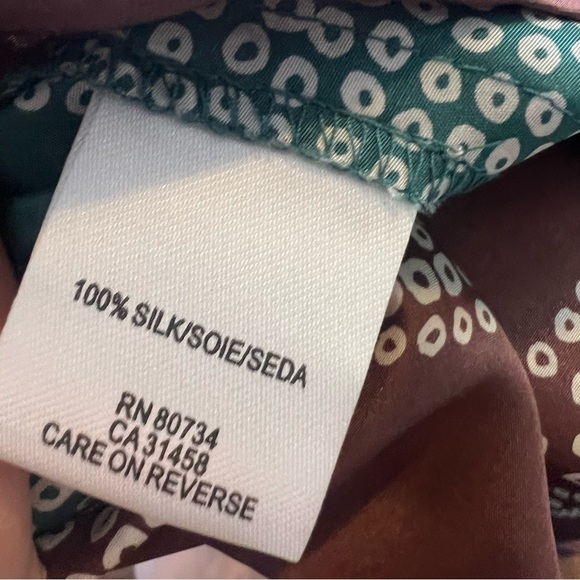 100% SILK/SOIE/SEDA
RN 80734
CA 31458
CARE ON REVERSE